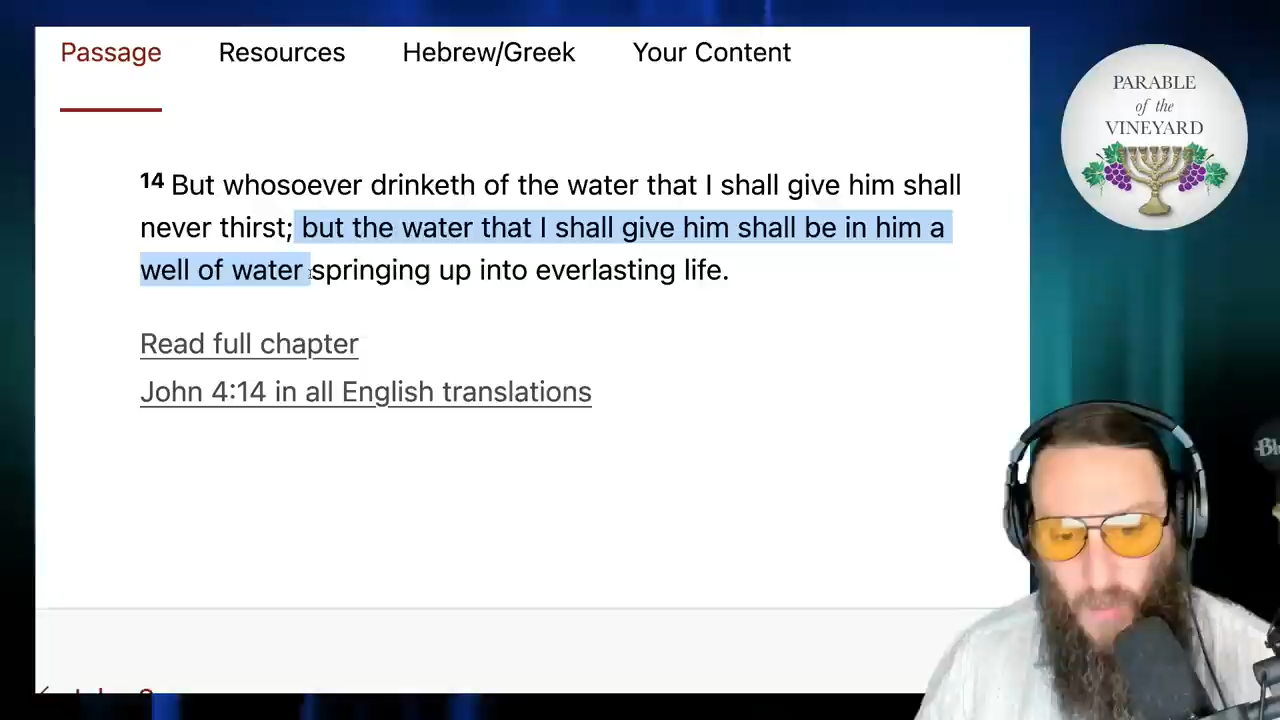 Passage Resources Hebrew/Greek Your Content
PARABLE
of the
VINEYARD
14 But whosoever drinketh of the water that I shall give him shall
never thirst; but the water that I shall give him shall be in him a
well of water springing up into everlasting life.
Read full chapter
John 4:14 in all English translations